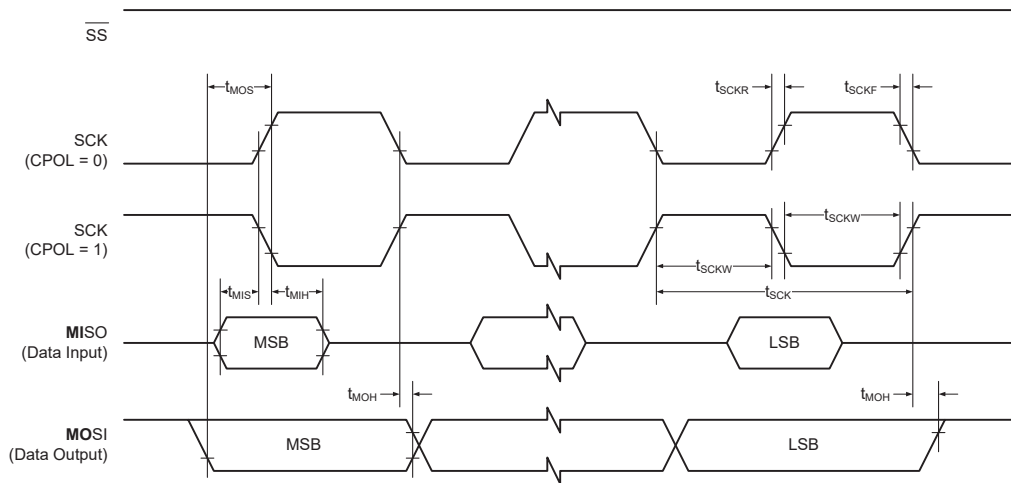 SS
tMOS
tSCKR
tSCKF
SCK
(CPOL = 0)
SCK
(CPOL = 1)
tSCKW
tSCKW
tMIS
tMIH
tSCK
MISO
(Data Input)
MSB
LSB
tMOH
tMOH
MOSI
(Data Output)
MSB
LSB